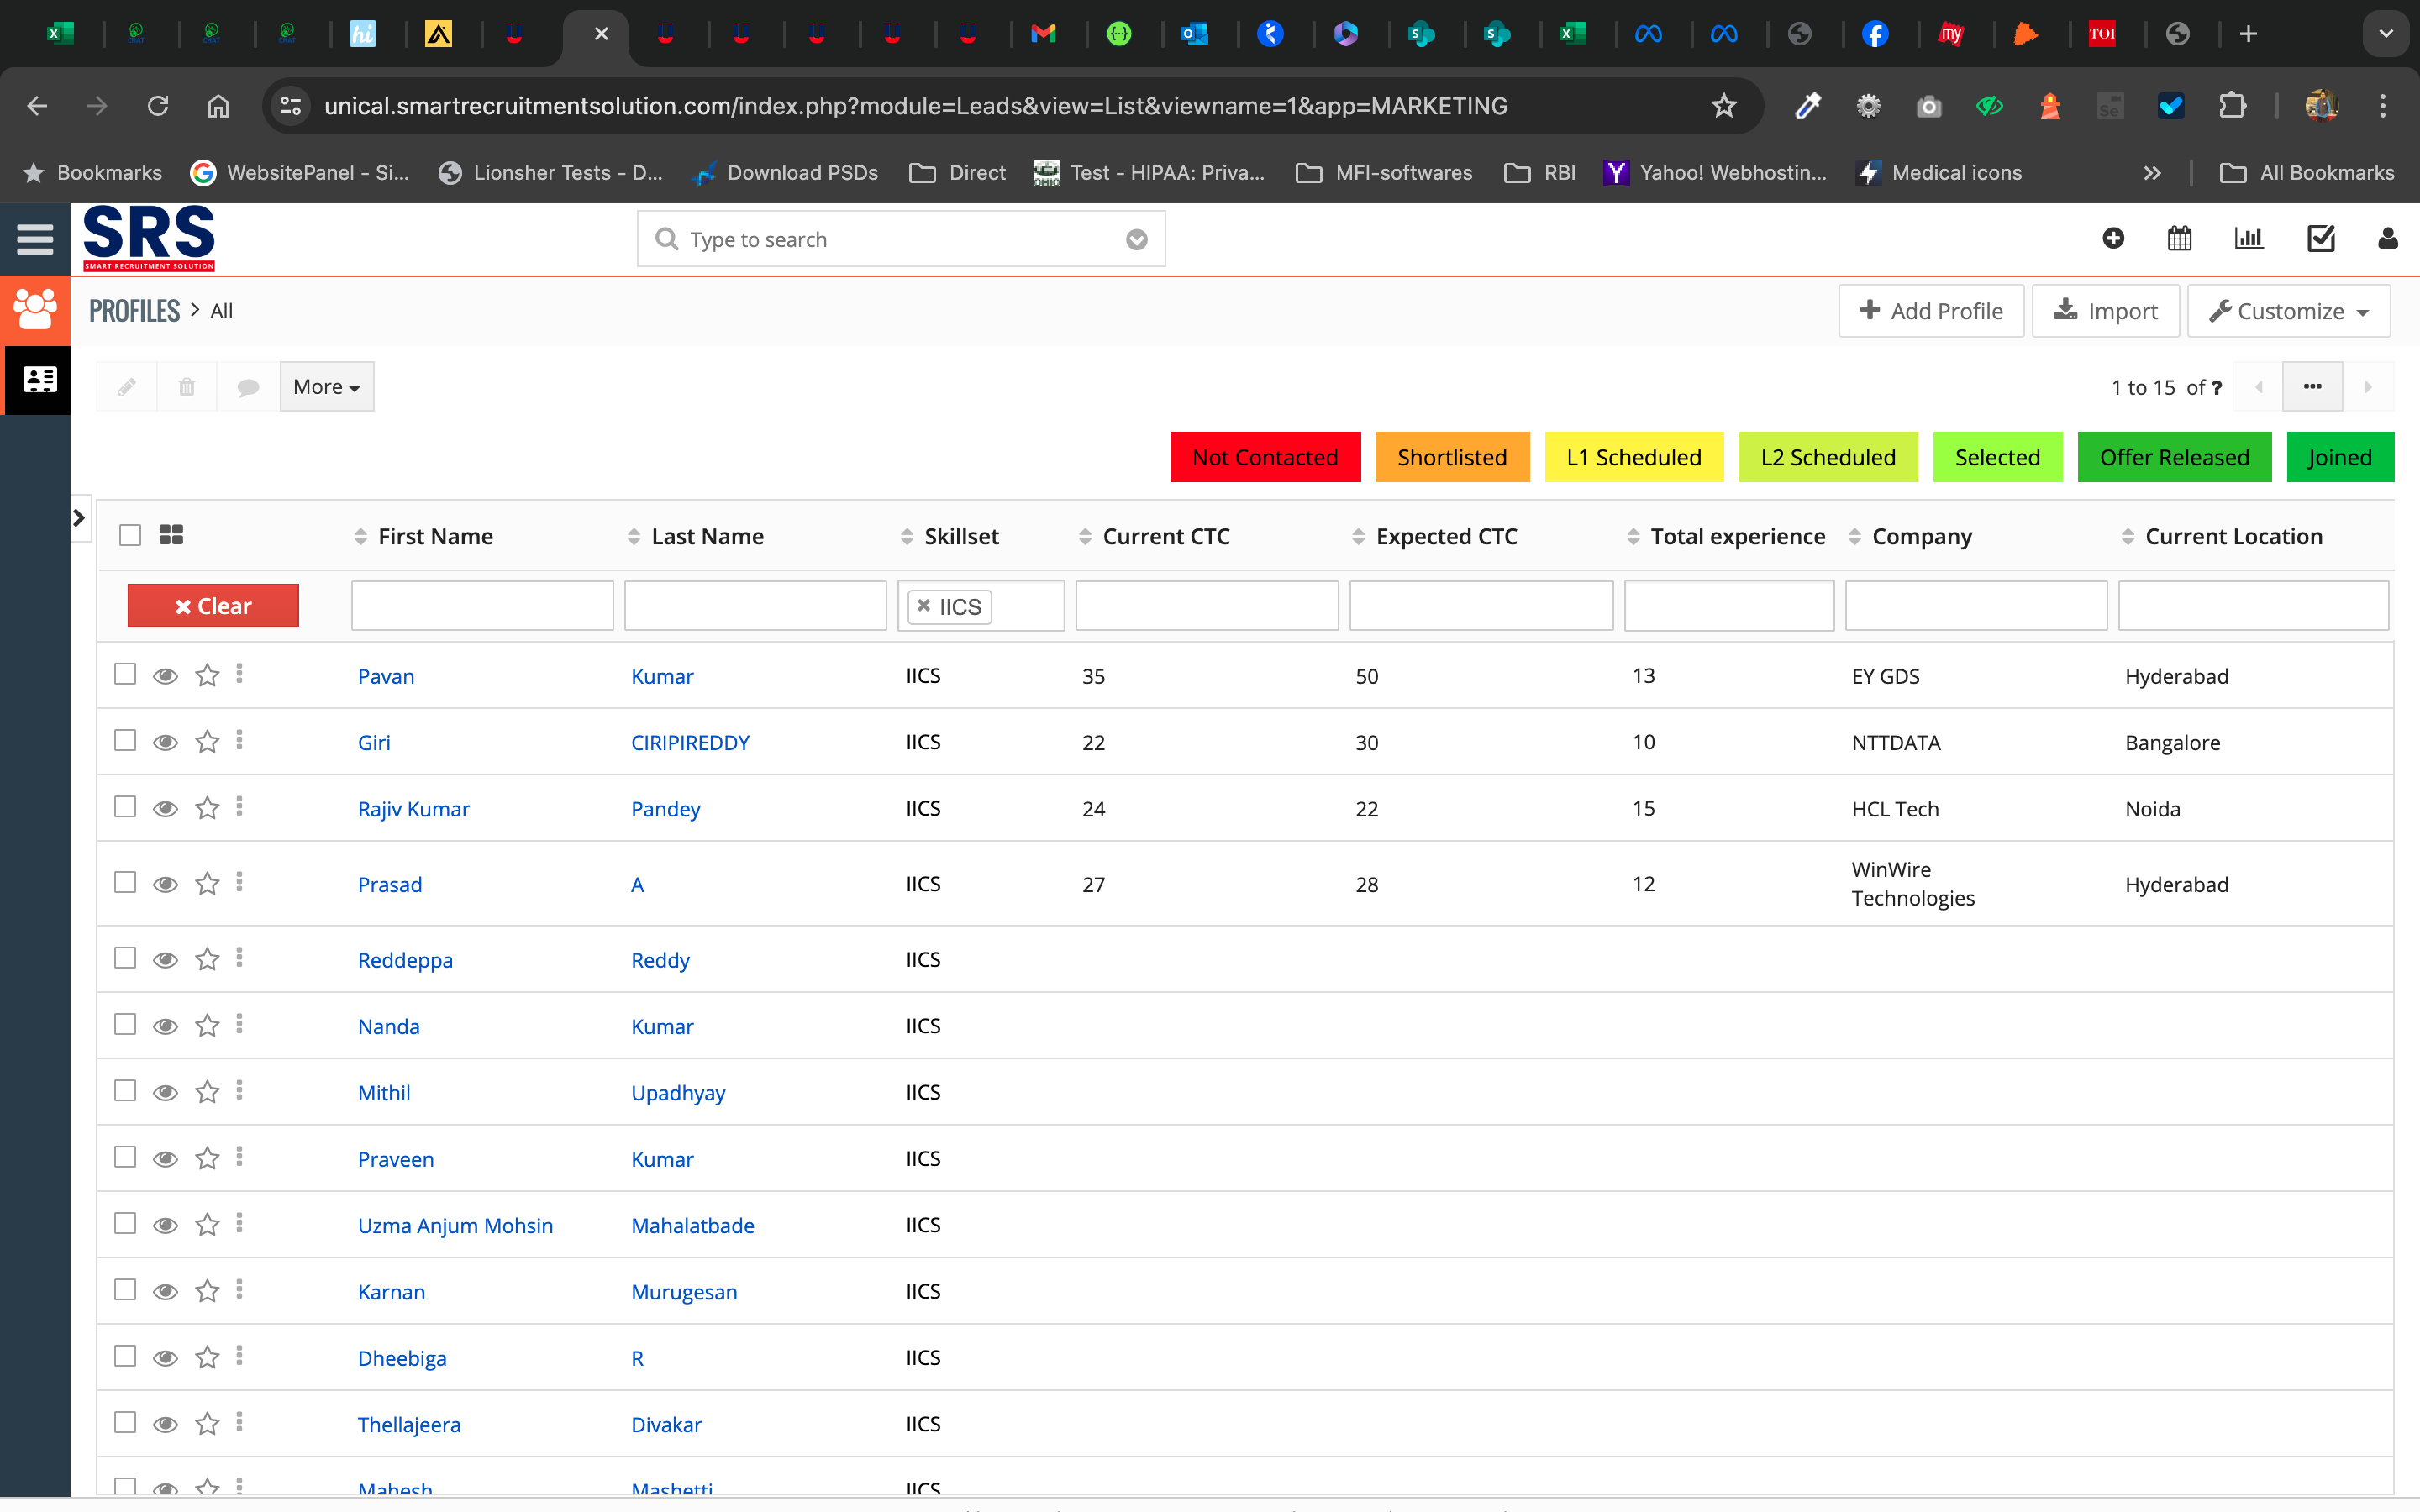 unical.smartrecruitmentsolution.com/index.php?module=Leads&view=List&viewname=1&app=MARKETING
Bookmarks WebsitePanel - Si... Lionsher Tests - D... Download PSDs Direct Test - HIPAA: Priva... MFI-softwares RBI Yahoo! Webhostin... Medical icons All Bookmarks
SRS
SMART RECRUITMENT SOLUTION
Type to search
PROFILES > All
Add Profile Import Customize
More
1 to 15 of ?
Not Contacted Shortlisted L1 Scheduled L2 Scheduled Selected Offer Released Joined
First Name Last Name Skillset Current CTC Expected CTC Total experience Company Current Location
Clear IICS
Pavan Kumar IICS 35 50 13 EY GDS Hyderabad
Giri CIRIPIREDDY IICS 22 30 10 NTTDATA Bangalore
Rajiv Kumar Pandey IICS 24 22 15 HCL Tech Noida
Prasad A IICS 27 28 12 WinWire Technologies Hyderabad
Reddeppa Reddy IICS
Nanda Kumar IICS
Mithil Upadhyay IICS
Praveen Kumar IICS
Uzma Anjum Mohsin Mahalatbade IICS
Karnan Murugesan IICS
Dheebiga R IICS
Thellajeera Divakar IICS
Mahesh Mashetti IICS